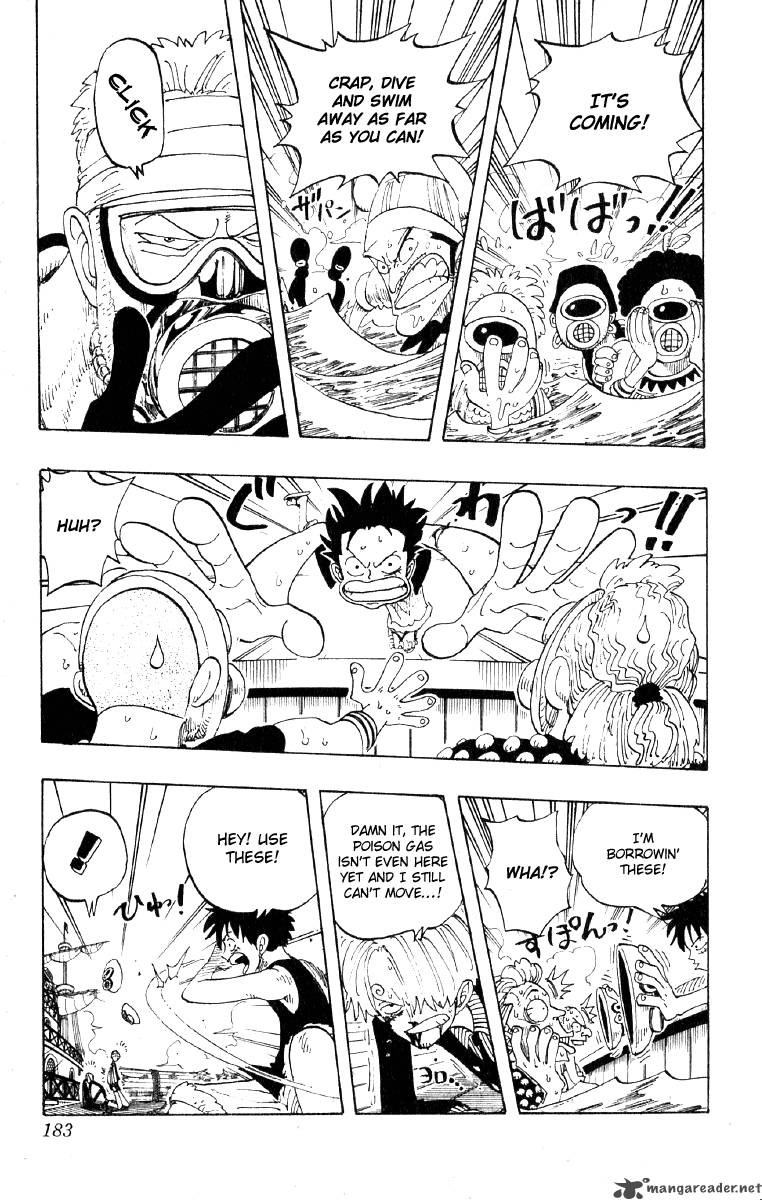 IT'S
COMING!
ばばっ!!
CRAP, DIVE
AND SWIM
AWAY AS FAR
AS YOU CAN!
ザパン
CLICK
!!
わ
じ
HUH?
I'M
BORROWIN'
THESE!
WHA!?
すぽんっ!
DAMN IT, THE
POISON GAS
ISN'T EVEN HERE
YET AND I STILL
CAN'T MOVE...!
HEY! USE
THESE!
ひゅっ!
!!
183
mangareader.net